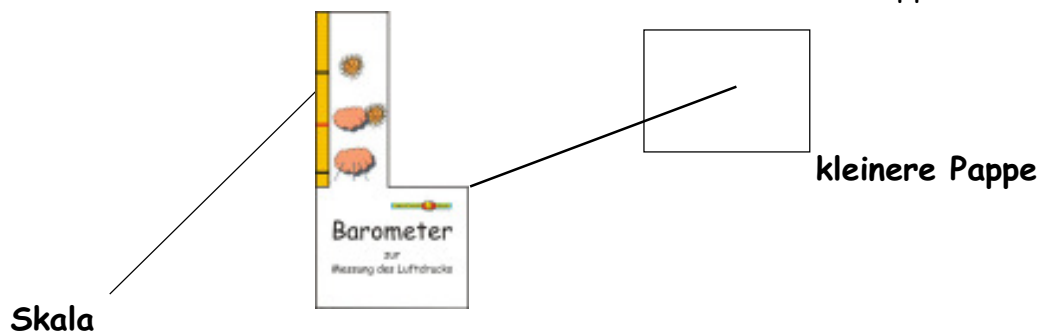 kleinere Pappe
Barometer
zur
Messung des Luftdrucks
Skala